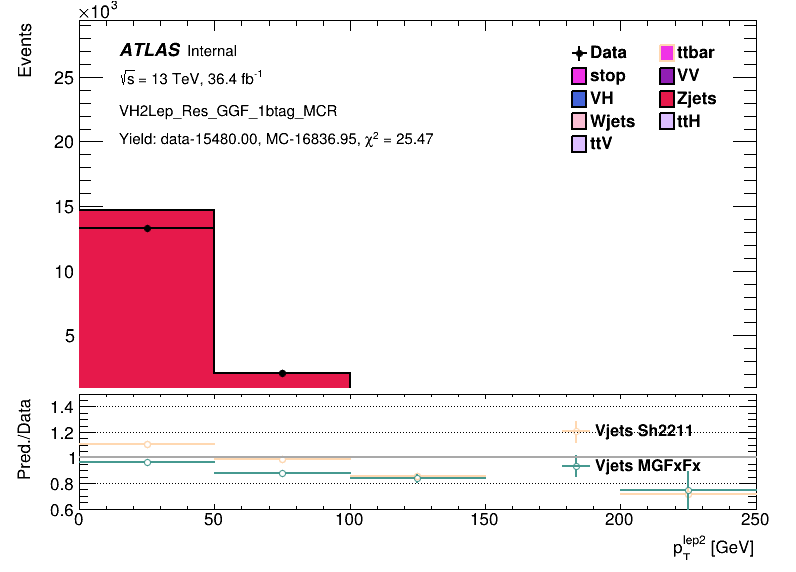 ×10³
Events
ATLAS Internal
√s = 13 TeV, 36.4 fb⁻¹
VH2Lep_Res_GGF_1btag_MCR
Yield: data-15480.00, MC-16836.95, χ² = 25.47
Data ttbar
stop VV
VH Zjets
Wjets ttH
ttV
25
20
15
10
5
Pred./Data
1.4
1.2
1
0.8
0.6
Vjets Sh2211
Vjets MGFxFx
0 50 100 150 200 250
p_T^lep2 [GeV]